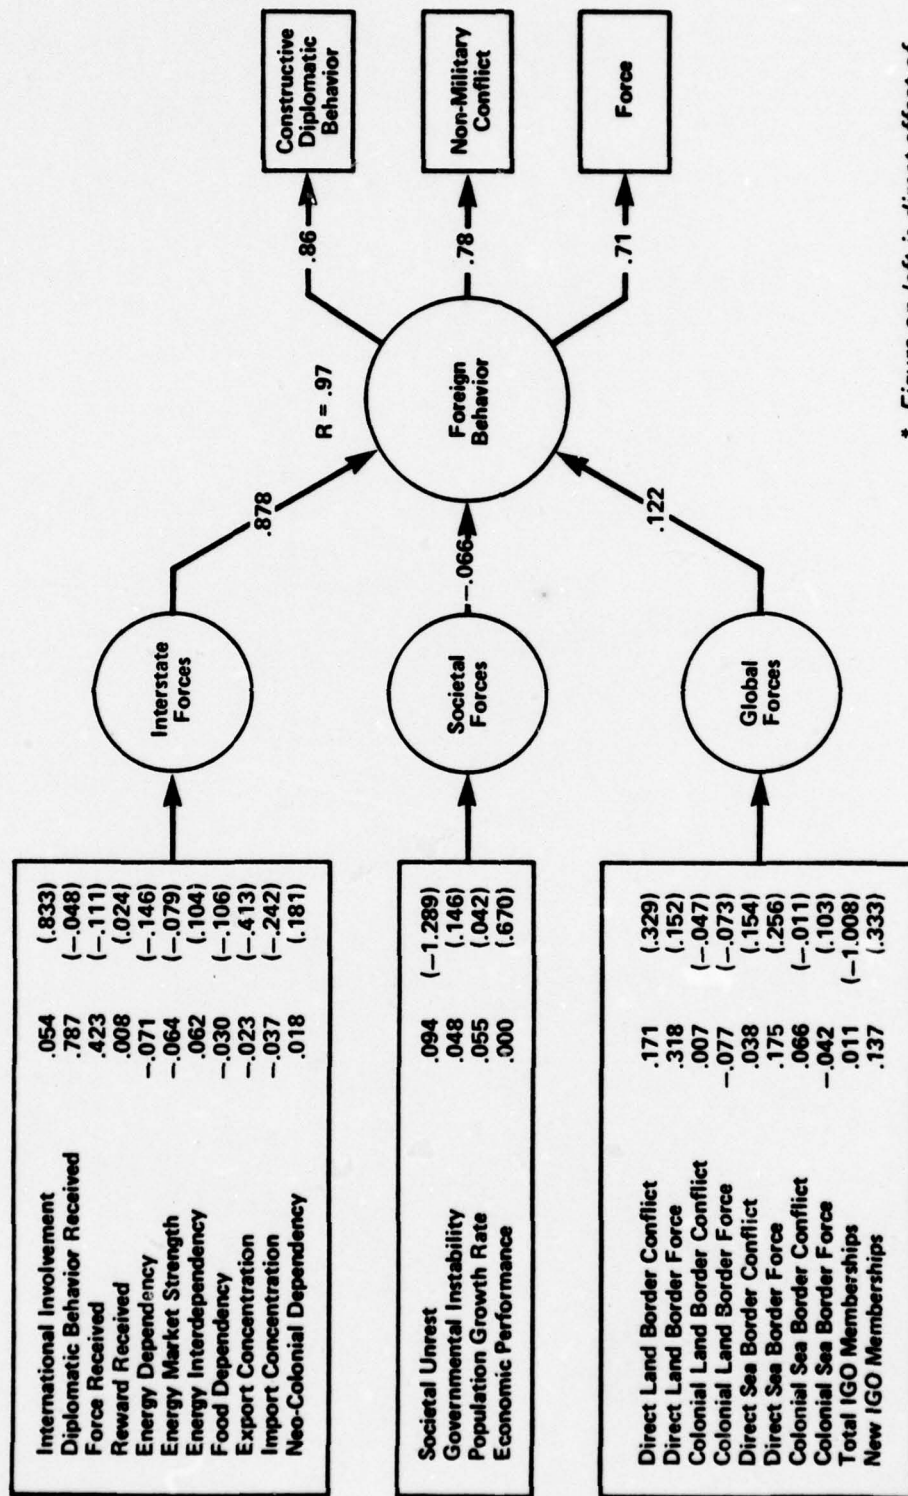 International Involvement .054 (.833)
Diplomatic Behavior Received .787 (–.048)
Force Received .423 (–.111)
Reward Received .008 (.024)
Energy Dependency –.071 (–.146)
Energy Market Strength –.064 (–.079)
Energy Interdependency .062 (.104)
Food Dependency –.030 (–.106)
Export Concentration –.023 (–.413)
Import Concentration –.037 (–.242)
Neo-Colonial Dependency .018 (.181)
Societal Unrest .094 (–1.289)
Governmental Instability .048 (.146)
Population Growth Rate .055 (.042)
Economic Performance .000 (.670)
Direct Land Border Conflict .171 (.329)
Direct Land Border Force .318 (.152)
Colonial Land Border Conflict .007 (–.047)
Colonial Land Border Force –.077 (–.073)
Direct Sea Border Conflict .038 (.154)
Direct Sea Border Force .175 (.256)
Colonial Sea Border Conflict .066 (–.011)
Colonial Sea Border Force –.042 (.103)
Total IGO Memberships .011 (–1.008)
New IGO Memberships .137 (.333)
Interstate
Forces
Societal
Forces
Global
Forces
.878
–.066
.122
R = .97
Foreign
Behavior
.86
.78
.71
Constructive
Diplomatic
Behavior
Non-Military
Conflict
Force
* Figure on left is direct effect of